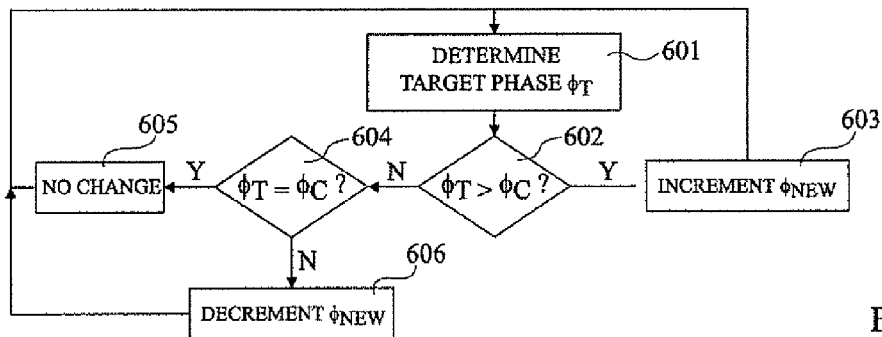 DETERMINE
TARGET PHASE ϕT
601
602
ϕT > ϕC ?
Y
603
INCREMENT ϕNEW
N
604
ϕT = ϕC ?
Y
605
NO CHANGE
N
606
DECREMENT ϕNEW